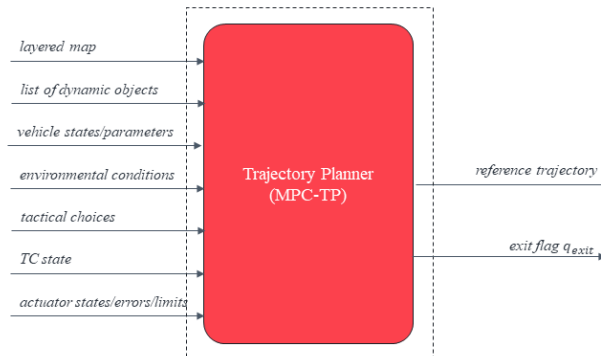 layered map
list of dynamic objects
vehicle states/parameters
environmental conditions
tactical choices
TC state
actuator states/errors/limits
Trajectory Planner
(MPC-TP)
reference trajectory
exit flag q_exit